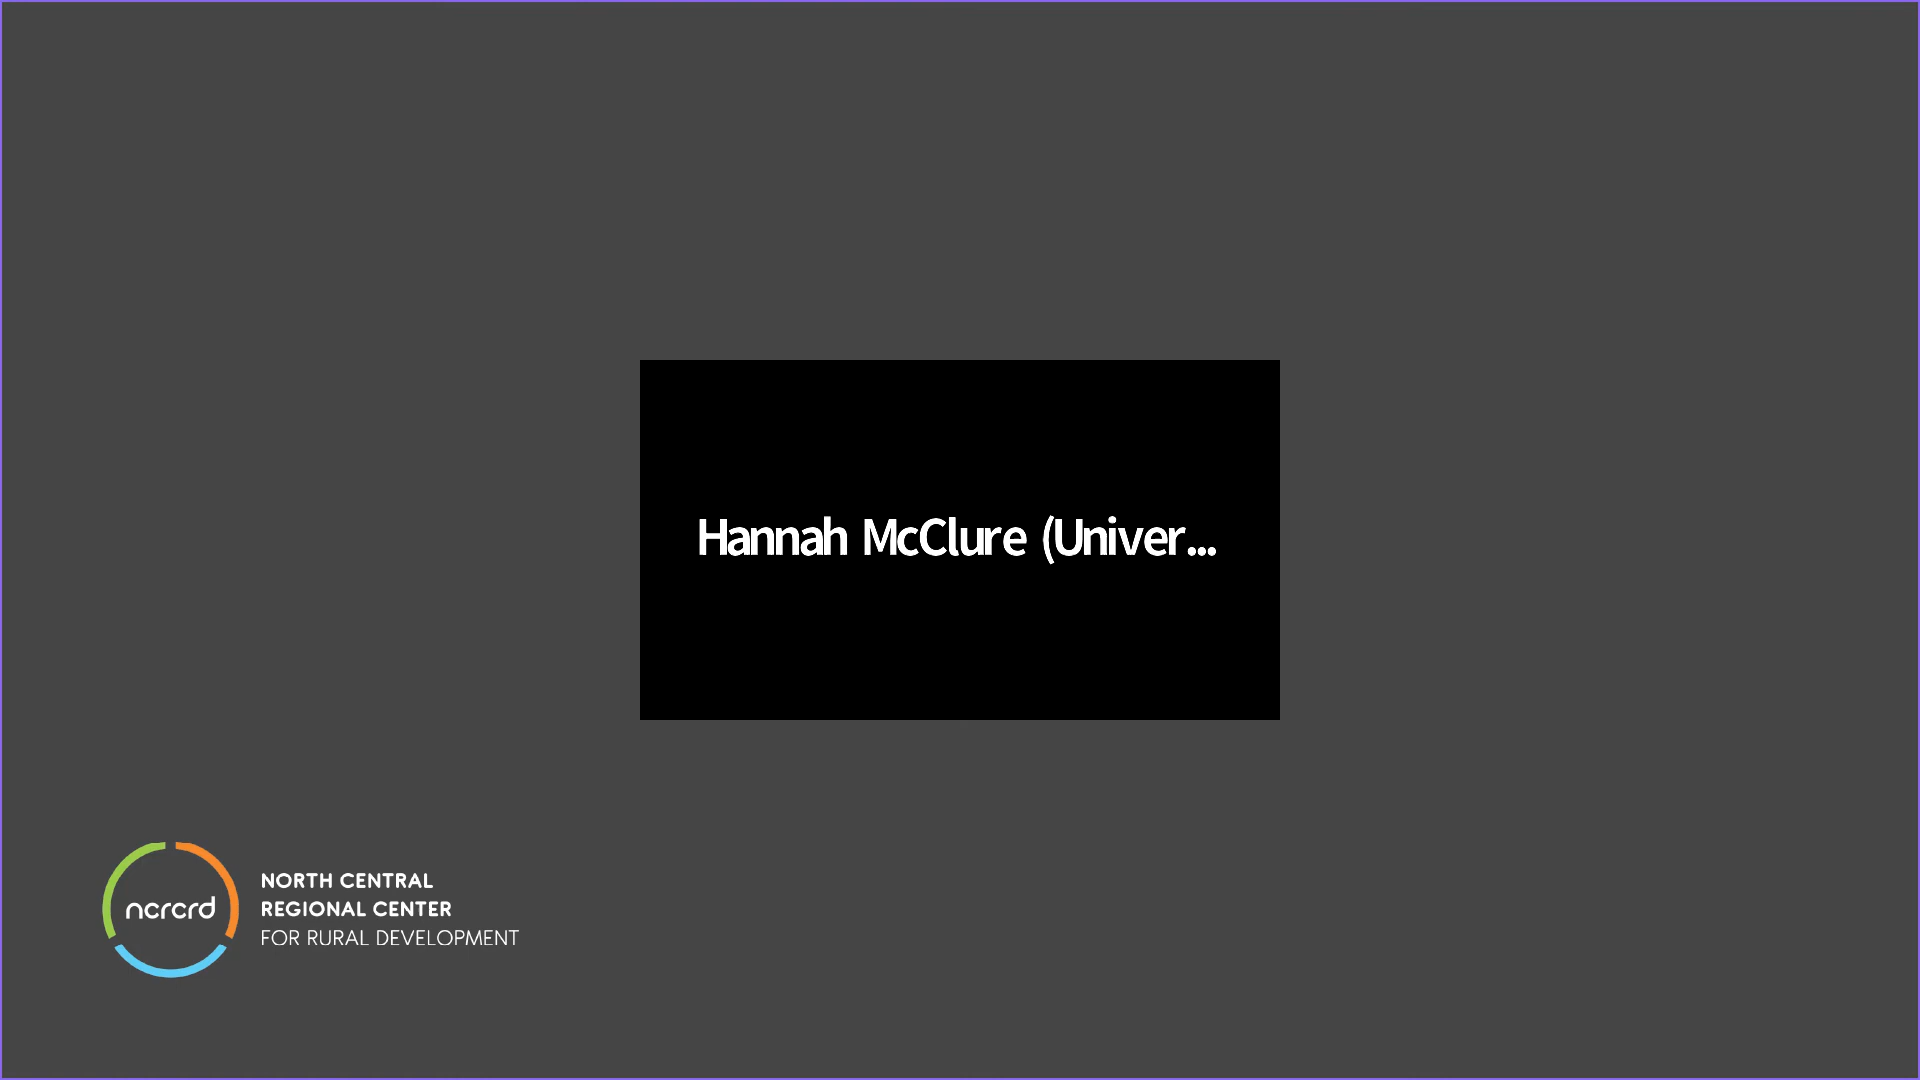 Hannah McClure (Univer...
ncrcrd
NORTH CENTRAL
REGIONAL CENTER
FOR RURAL DEVELOPMENT